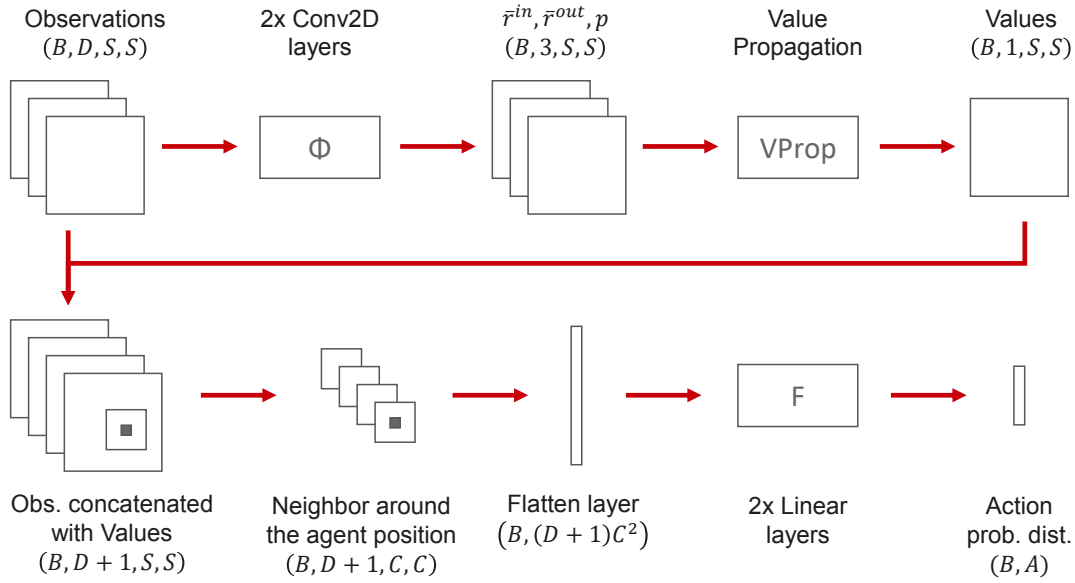 Observations
(B, D, S, S)
2x Conv2D
layers
r̄ⁱⁿ, r̄ᵒᵘᵗ, p
(B, 3, S, S)
Value
Propagation
Values
(B, 1, S, S)
Φ
VProp
F
Obs. concatenated
with Values
(B, D + 1, S, S)
Neighbor around
the agent position
(B, D + 1, C, C)
Flatten layer
(B, (D + 1)C²)
2x Linear
layers
Action
prob. dist.
(B, A)